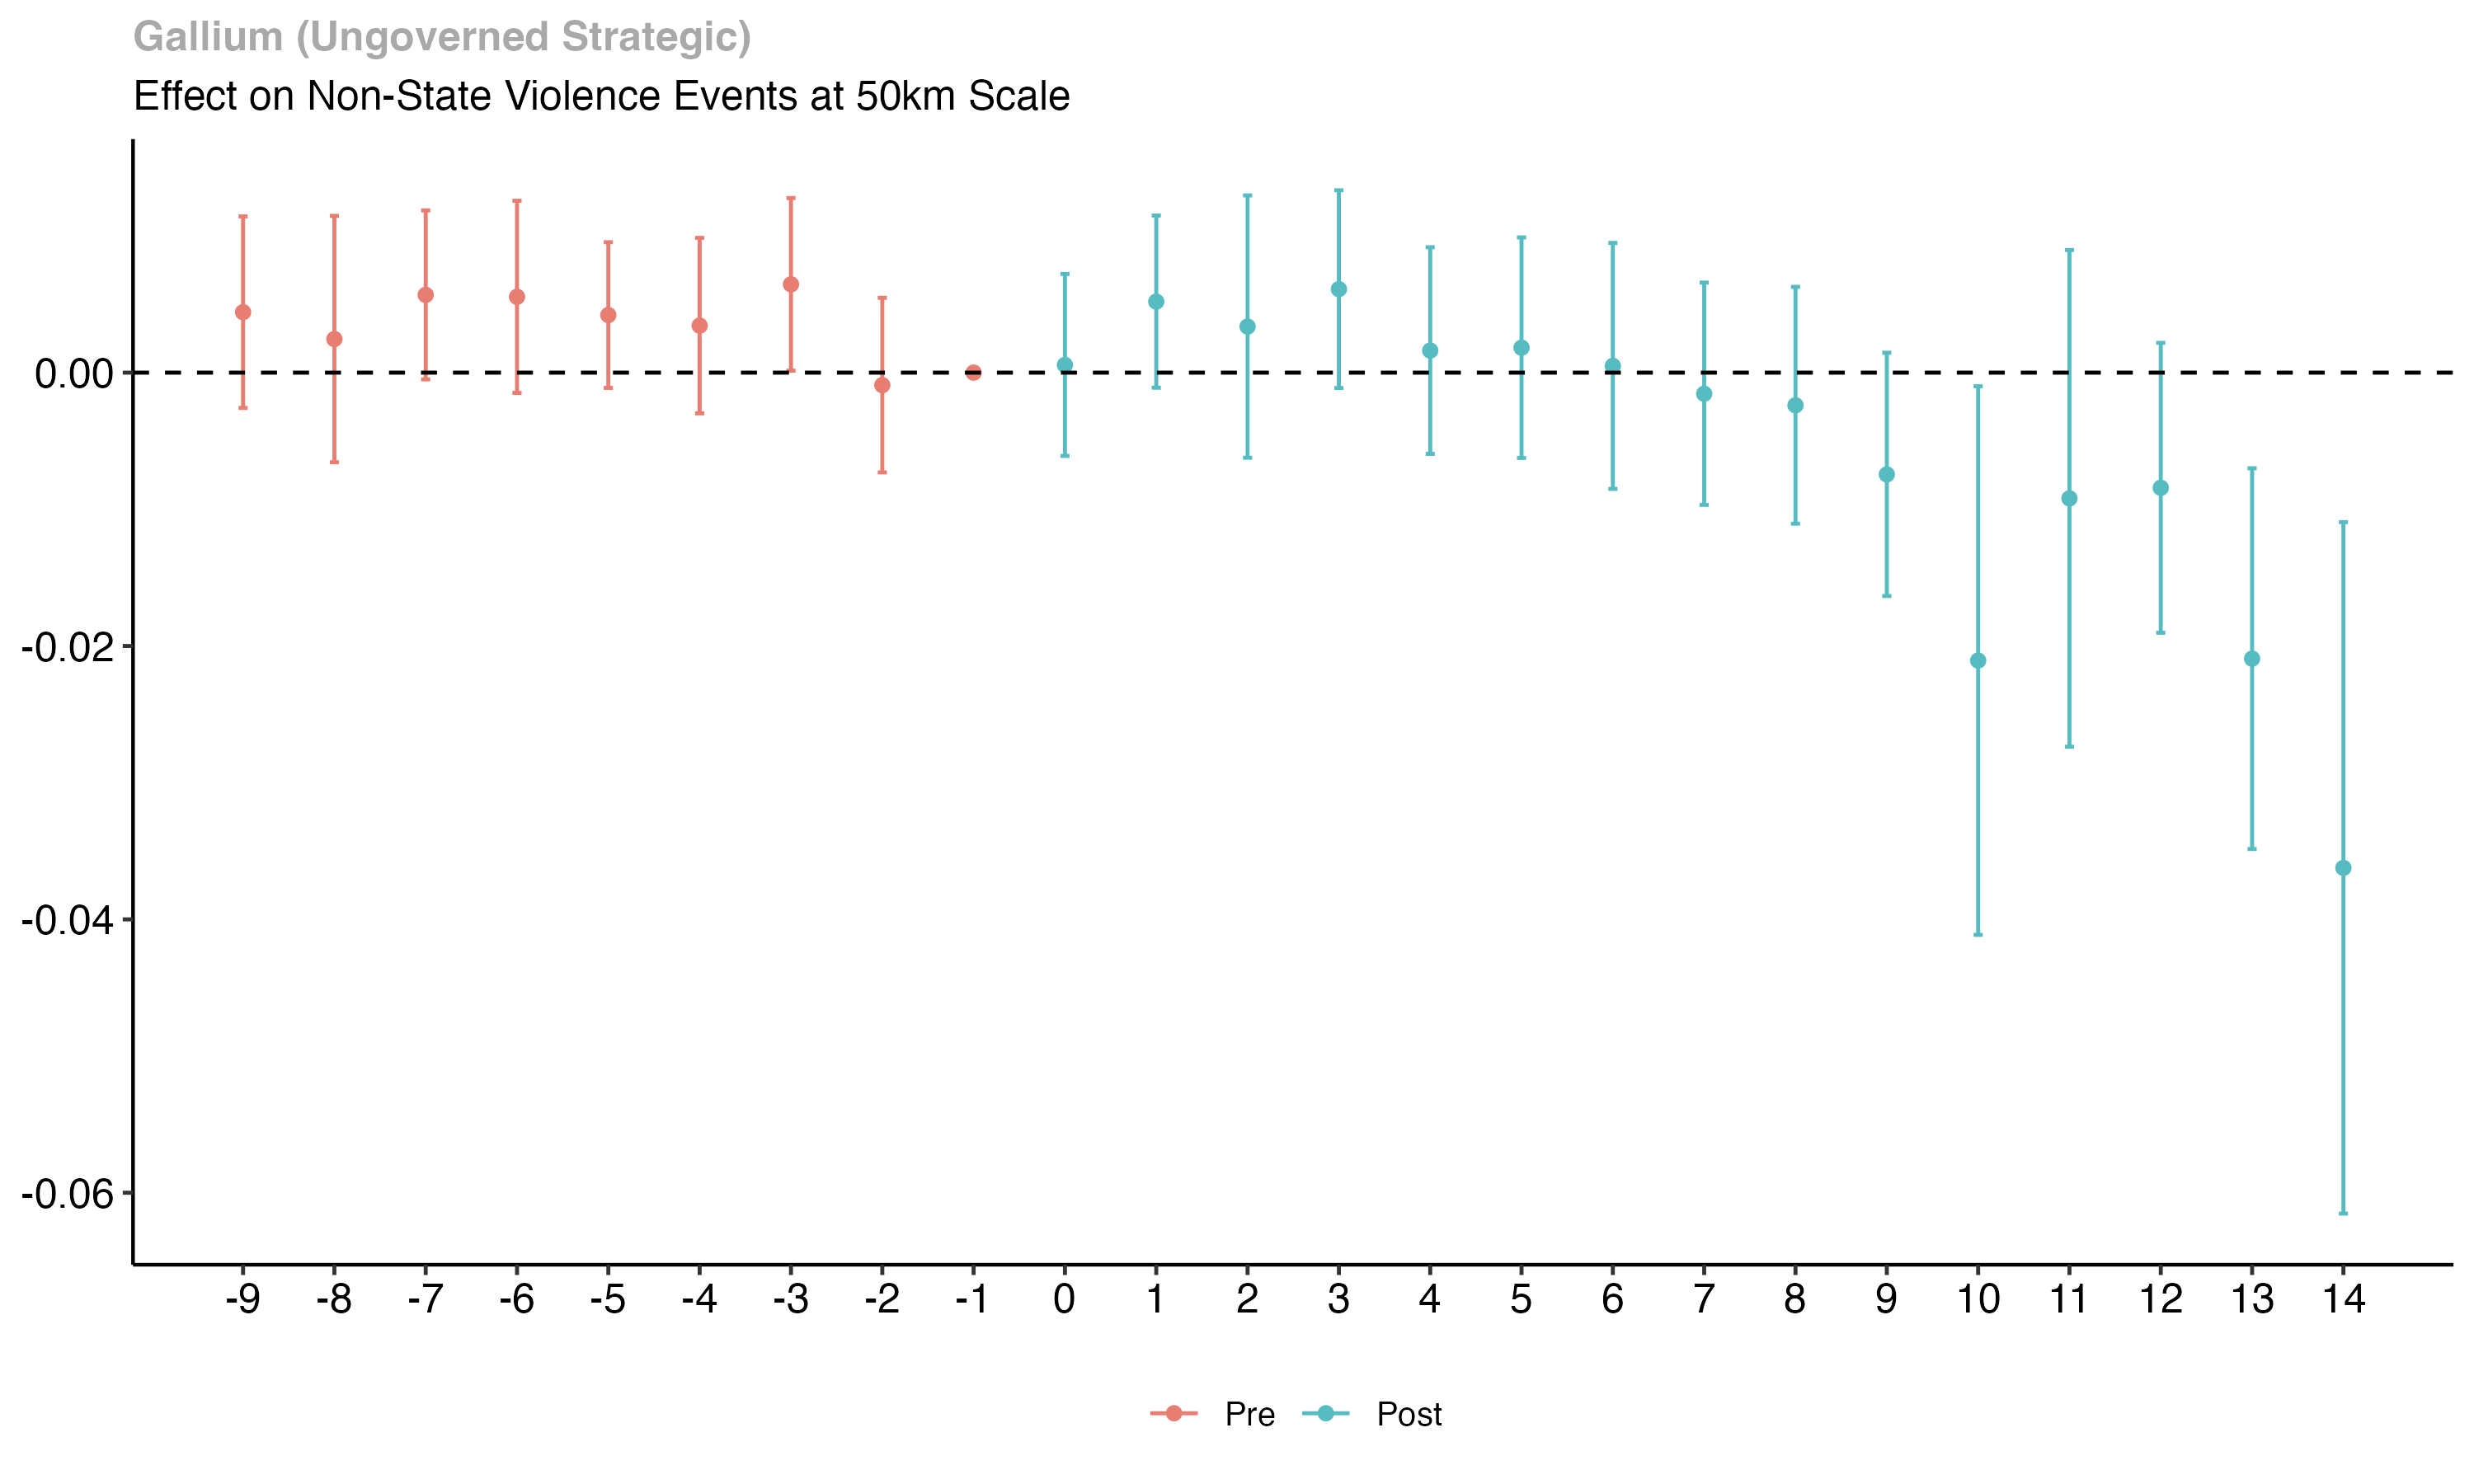 Gallium (Ungoverned Strategic)
Effect on Non-State Violence Events at 50km Scale
0.00
-0.02
-0.04
-0.06
-9 -8 -7 -6 -5 -4 -3 -2 -1 0 1 2 3 4 5 6 7 8 9 10 11 12 13 14
Pre Post